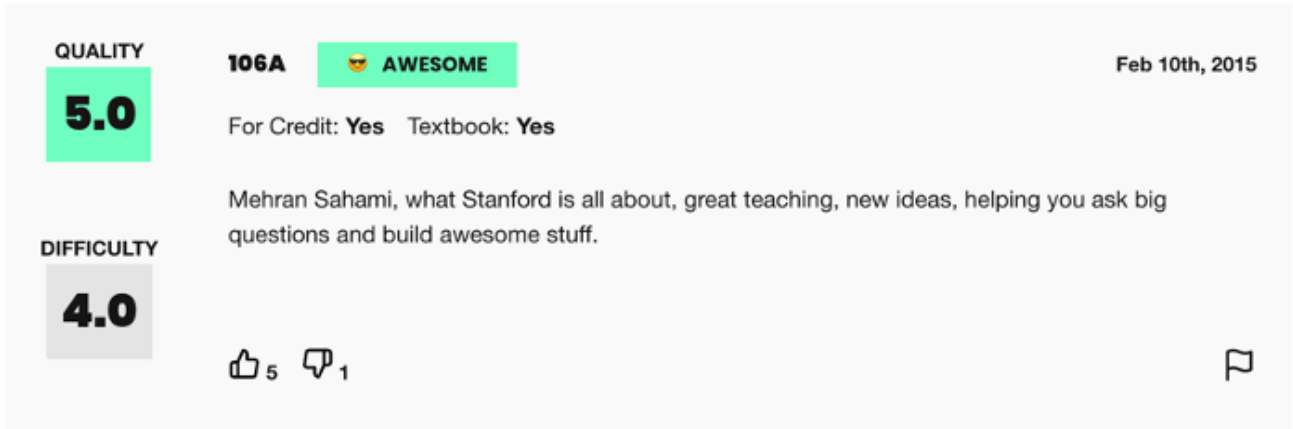 QUALITY
5.0
106A AWESOME
Feb 10th, 2015
For Credit: Yes Textbook: Yes
Mehran Sahami, what Stanford is all about, great teaching, new ideas, helping you ask big
questions and build awesome stuff.
DIFFICULTY
4.0
5 1